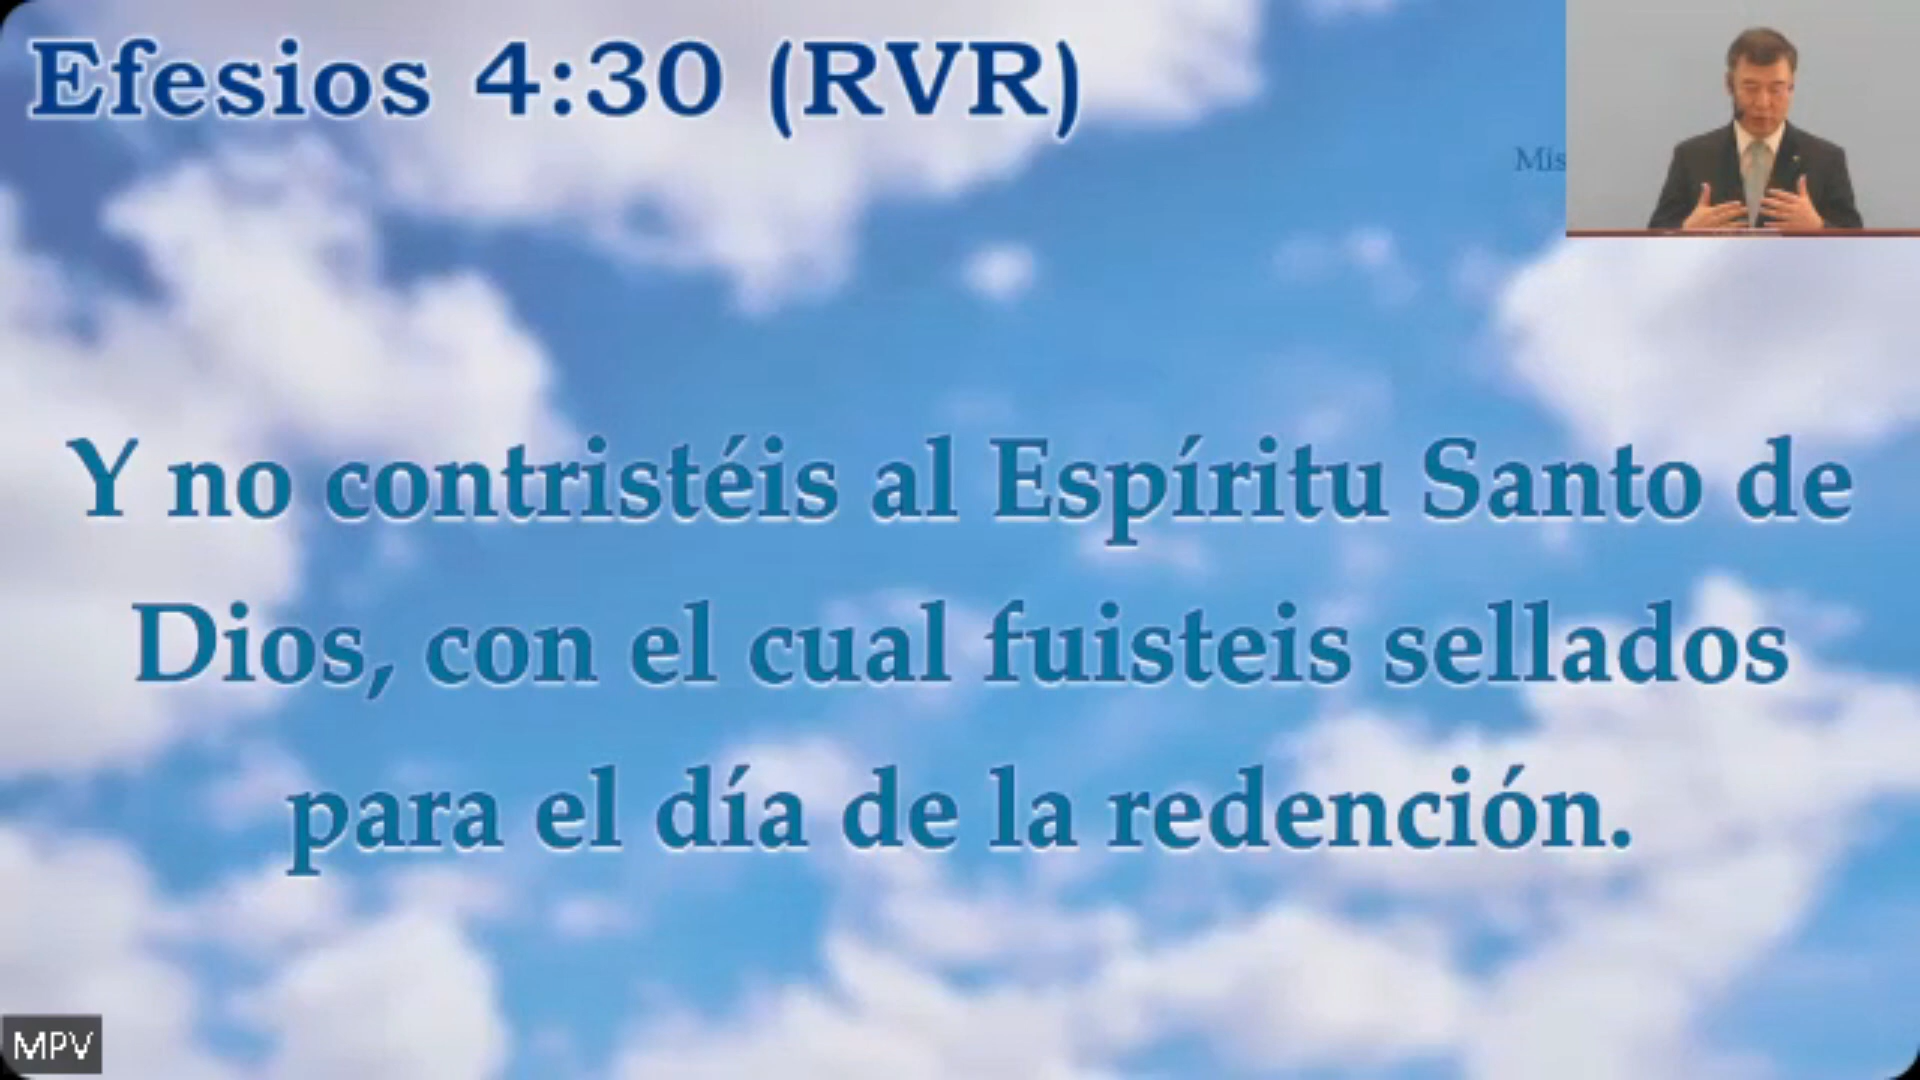 Efesios 4:30 (RVR)
Mis
Y no contristéis al Espíritu Santo de
Dios, con el cual fuisteis sellados
para el día de la redención.
MPV